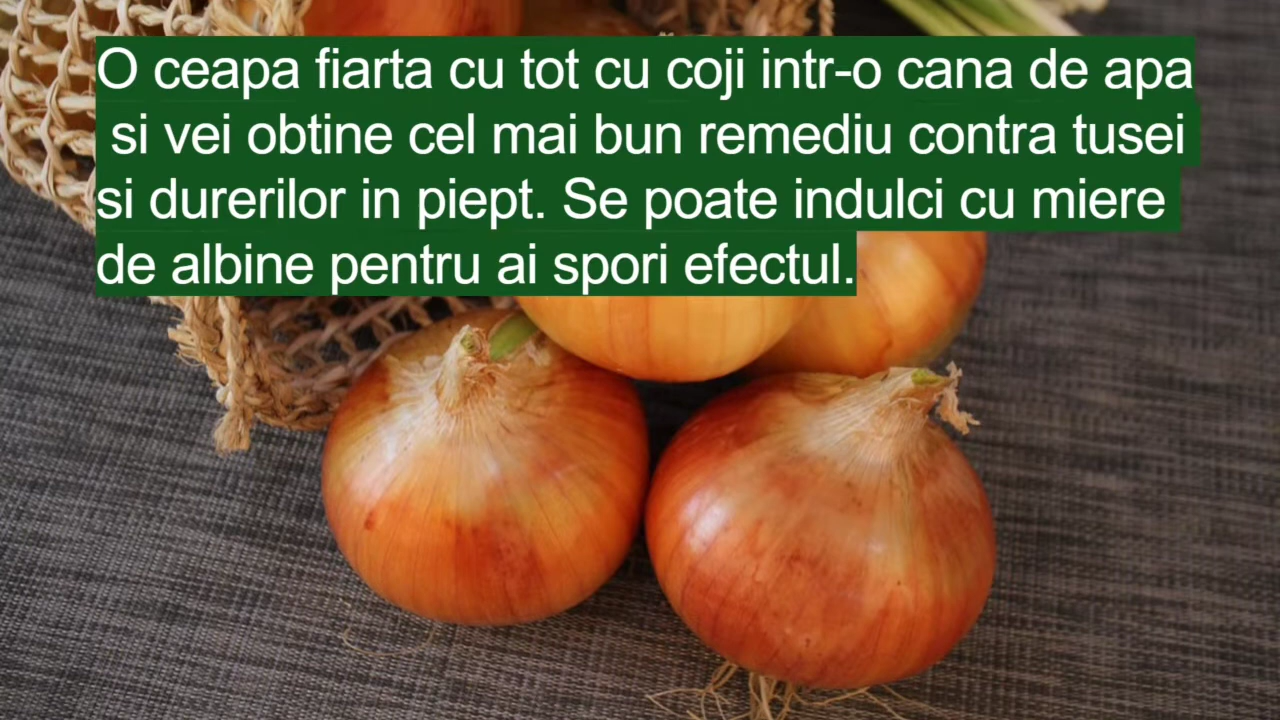 O ceapa fiarta cu tot cu coji intr-o cana de apa
si vei obtine cel mai bun remediu contra tusei
si durerilor in piept. Se poate indulci cu miere
de albine pentru ai spori efectul.